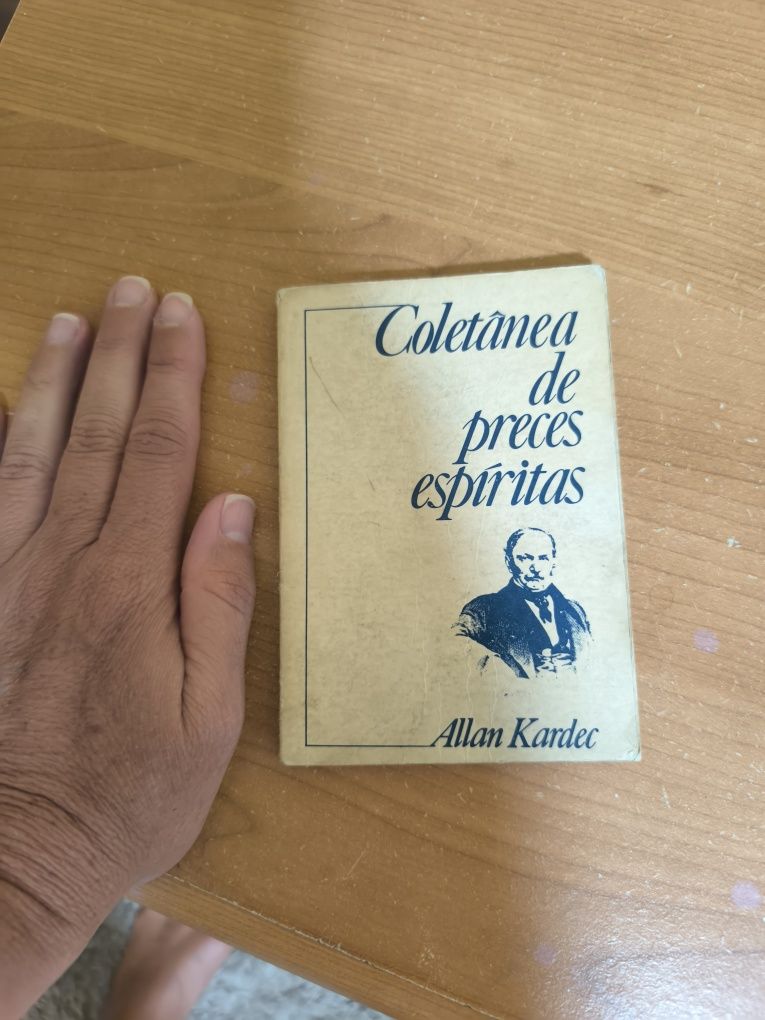 Coletânea
de
preces
espíritas
Allan Kardec